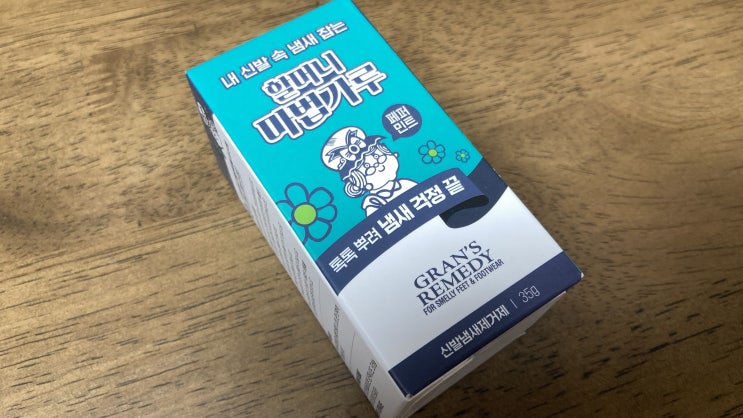 내 신발 속 냄새 잡는
할머니
마법가루
페퍼
민트
톡톡 뿌려 냄새 걱정 끝
GRAN'S
REMEDY
FOR SMELLY FEET & FOOTWEAR
신발냄새제거제 | 35g